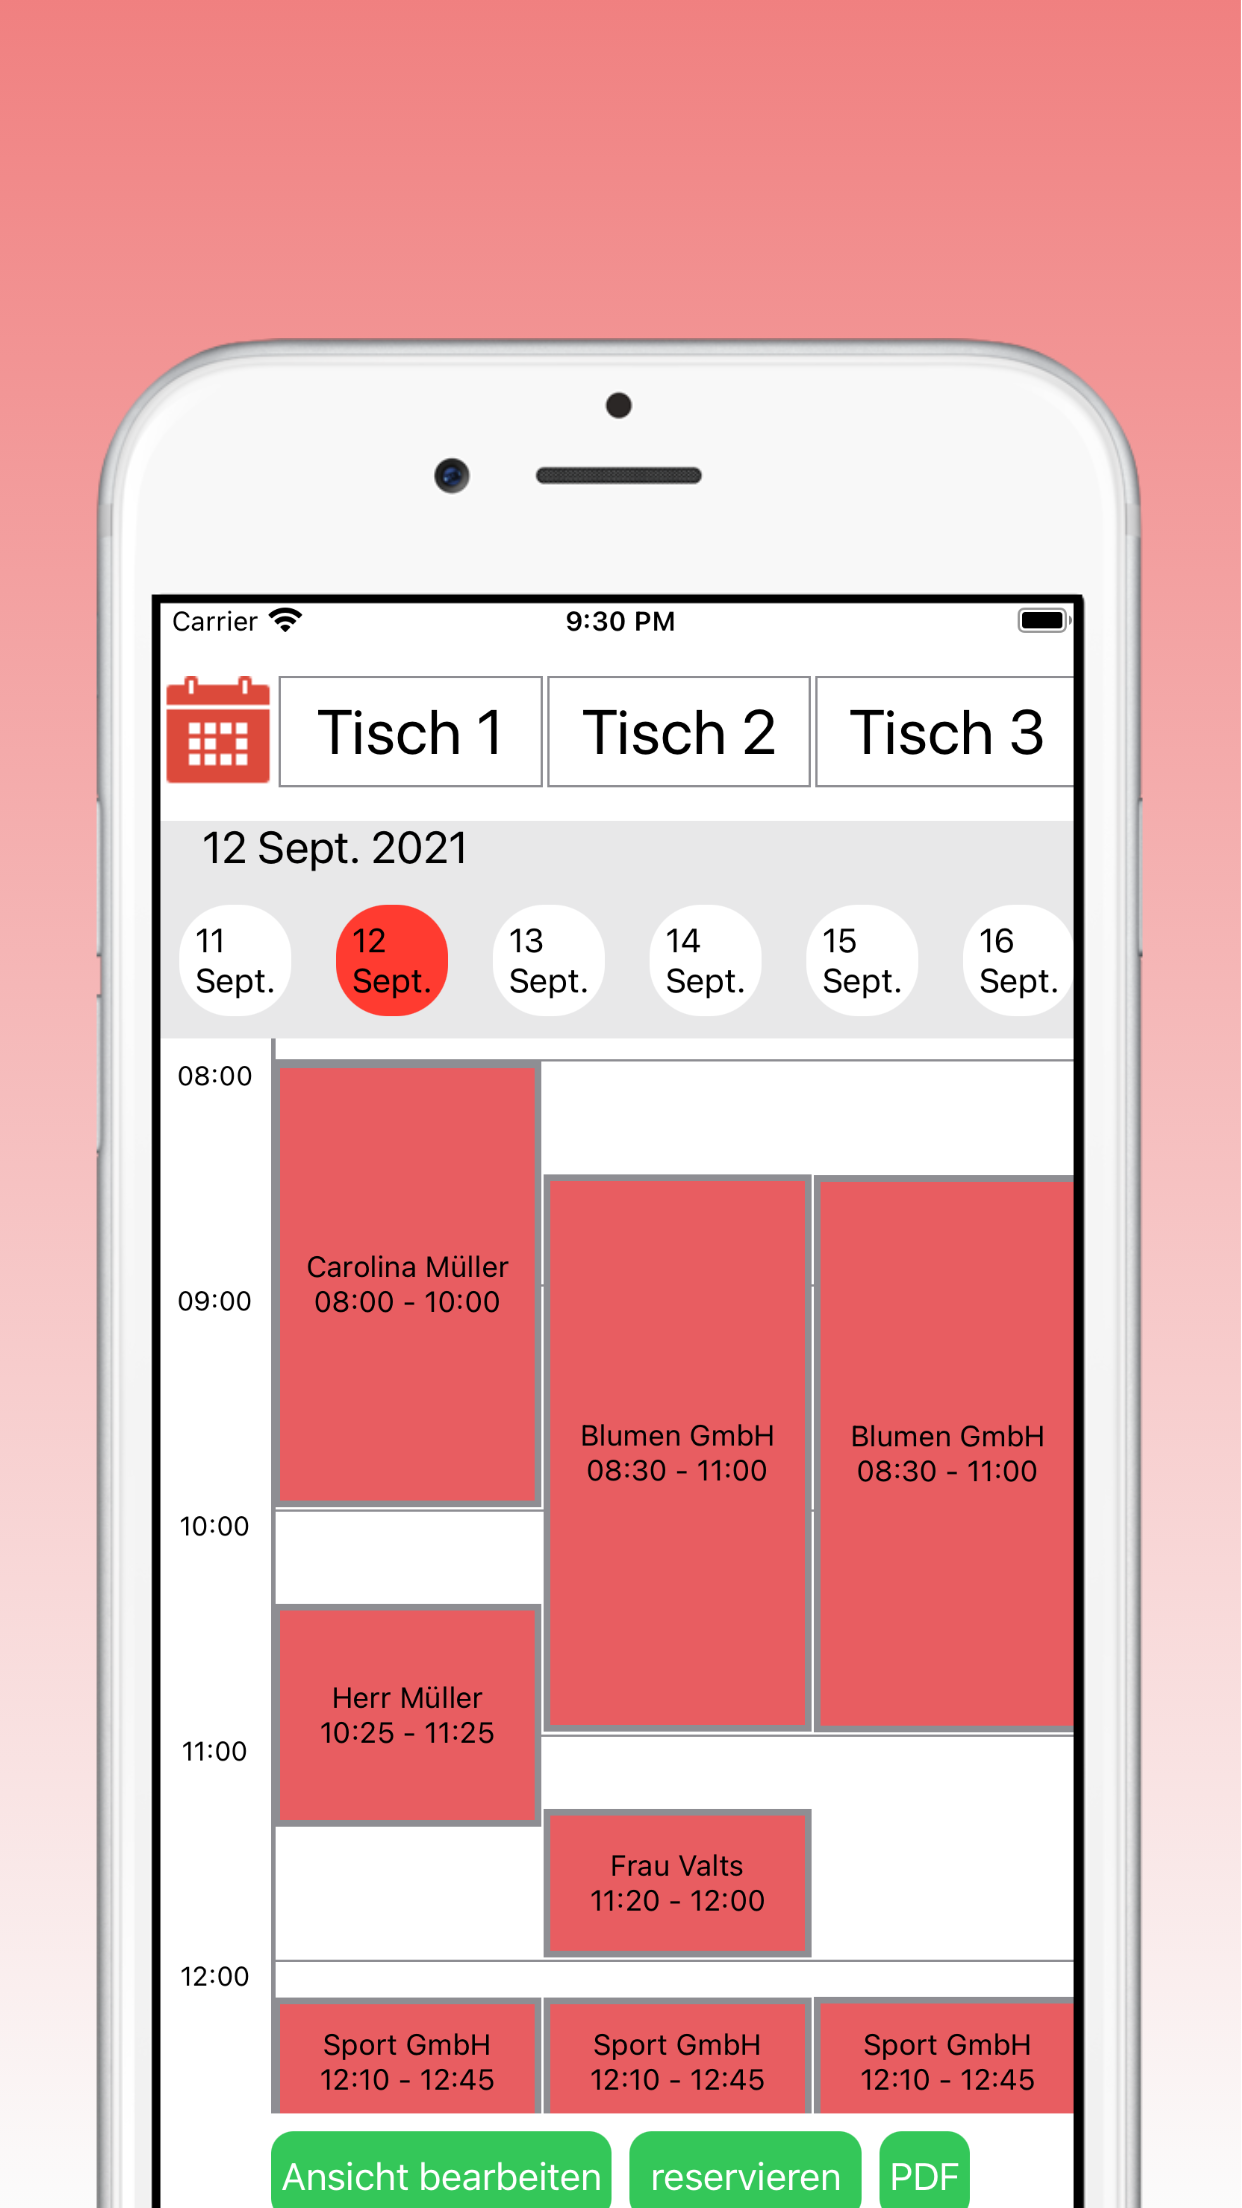 Carrier
9:30 PM
Tisch 1
Tisch 2
Tisch 3
12 Sept. 2021
11
Sept.
12
Sept.
13
Sept.
14
Sept.
15
Sept.
16
Sept.
08:00
Carolina Müller
08:00 - 10:00
09:00
Blumen GmbH
08:30 - 11:00
Blumen GmbH
08:30 - 11:00
10:00
Herr Müller
10:25 - 11:25
11:00
Frau Valts
11:20 - 12:00
12:00
Sport GmbH
12:10 - 12:45
Sport GmbH
12:10 - 12:45
Sport GmbH
12:10 - 12:45
Ansicht bearbeiten
reservieren
PDF